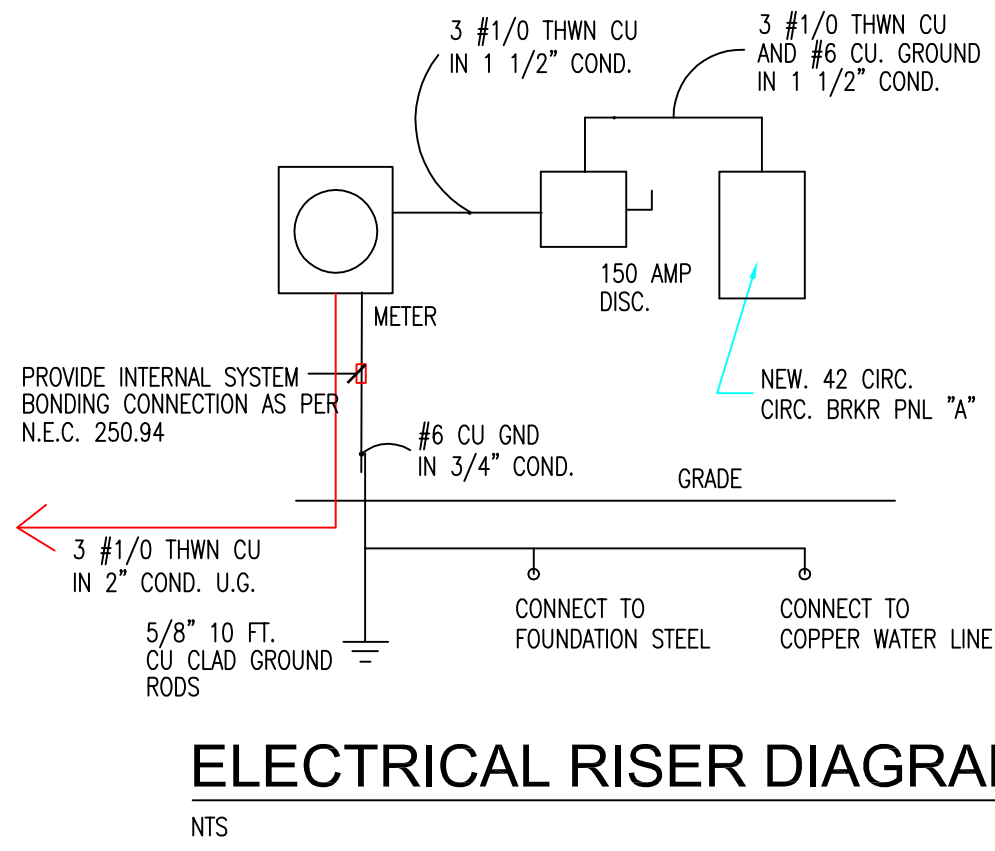 3 #1/0 THWN CU
IN 1 1/2" COND.
3 #1/0 THWN CU
AND #6 CU. GROUND
IN 1 1/2" COND.
150 AMP
DISC.
METER
PROVIDE INTERNAL SYSTEM
BONDING CONNECTION AS PER
N.E.C. 250.94
NEW. 42 CIRC.
CIRC. BRKR PNL "A"
#6 CU GND
IN 3/4" COND.
GRADE
3 #1/0 THWN CU
IN 2" COND. U.G.
CONNECT TO
FOUNDATION STEEL
CONNECT TO
COPPER WATER LINE
5/8" 10 FT.
CU CLAD GROUND
RODS
ELECTRICAL RISER DIAGRA
NTS